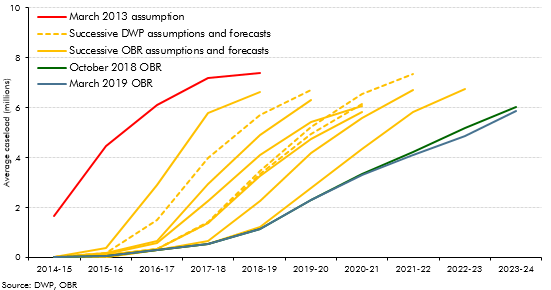 10
8
6
4
2
0
Average caseload (millions)
March 2013 assumption
Successive DWP assumptions and forecasts
Successive OBR assumptions and forecasts
October 2018 OBR
March 2019 OBR
2014-15 2015-16 2016-17 2017-18 2018-19 2019-20 2020-21 2021-22 2022-23 2023-24
Source: DWP, OBR